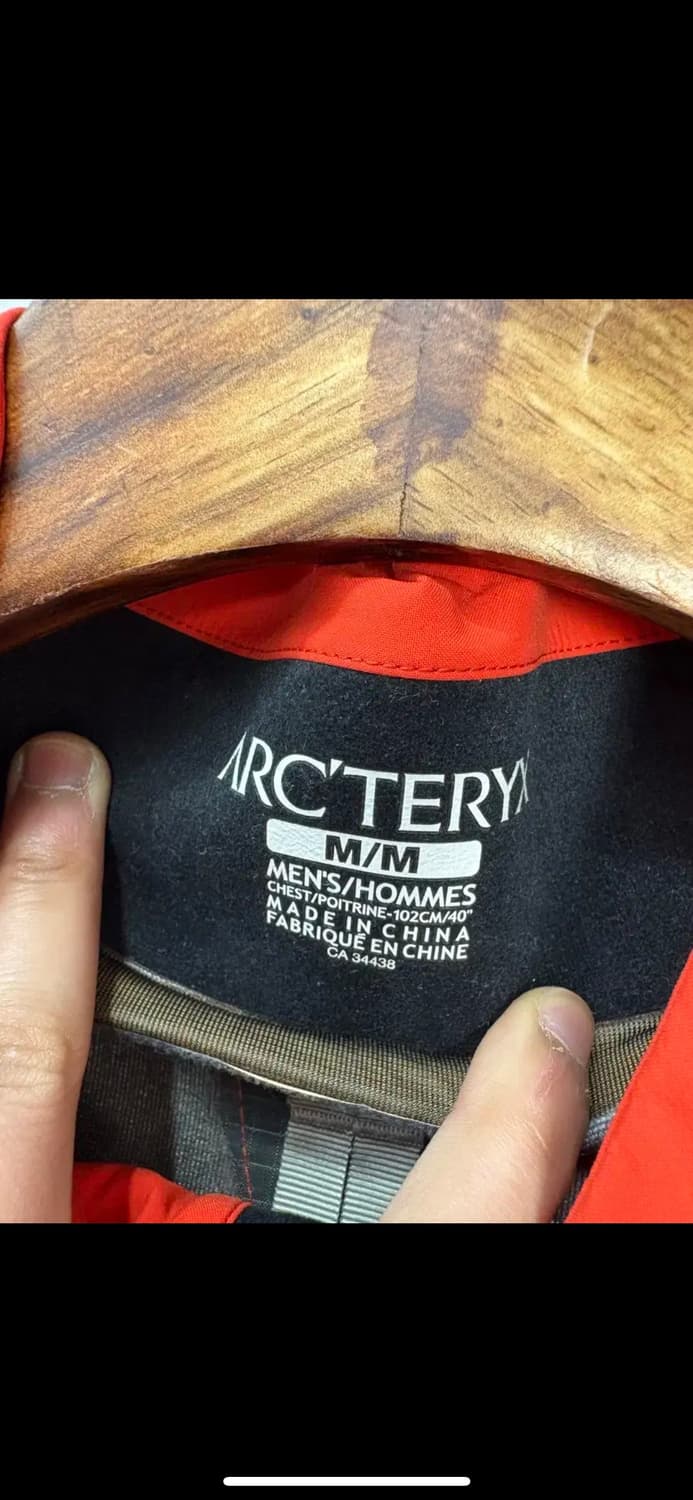 ARC'TERYX
M/M
MEN'S/HOMMES
CHEST/POITRINE-102CM/40"
MADE IN CHINA
FABRIQUÉ EN CHINE
CA 34438